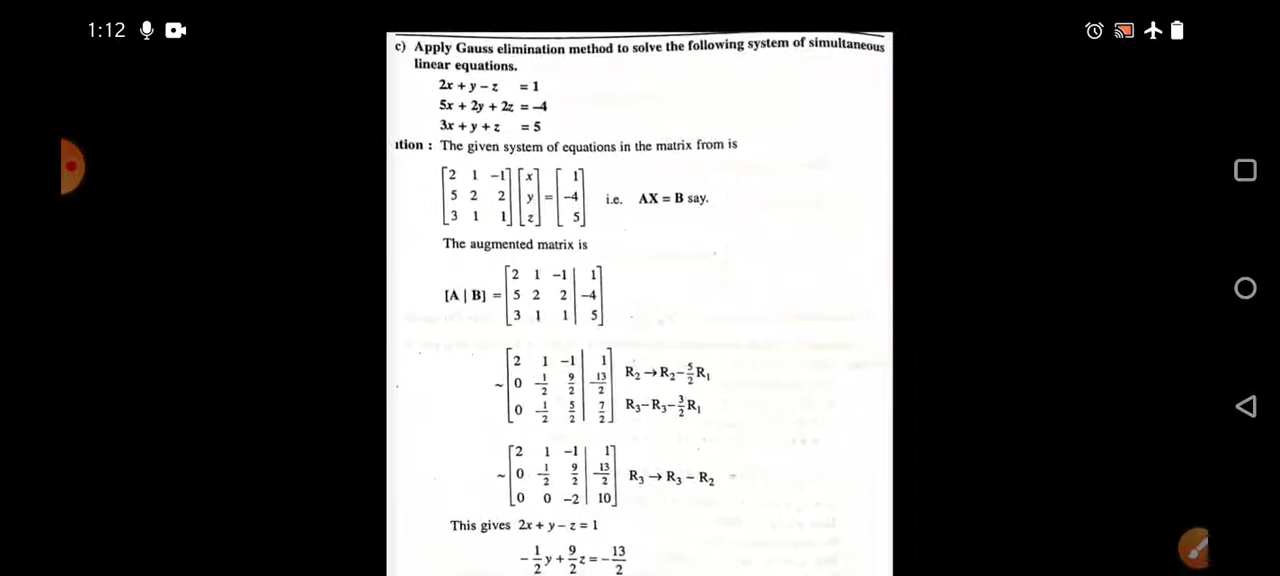 1:12
c) Apply Gauss elimination method to solve the following system of simultaneous
linear equations.
2x + y – z = 1
5x + 2y + 2z = –4
3x + y + z = 5
ıtion : The given system of equations in the matrix from is
[2 1 –1] [x] [1]
[5 2 2] [y] = [–4] i.e. AX = B say.
[3 1 1] [z] [5]
The augmented matrix is
[2 1 –1 | 1]
[A | B] = [5 2 2 | –4]
[3 1 1 | 5]
[2 1 –1 | 1]
~ [0 –1/2 9/2 | –13/2] R₂ → R₂ – 5/2 R₁
[0 –1/2 5/2 | 7/2] R₃ – R₃ – 3/2 R₁
[2 1 –1 | 1]
~ [0 –1/2 9/2 | –13/2] R₃ → R₃ – R₂
[0 0 –2 | 10]
This gives 2x + y – z = 1
–1/2 y + 9/2 z = –13/2